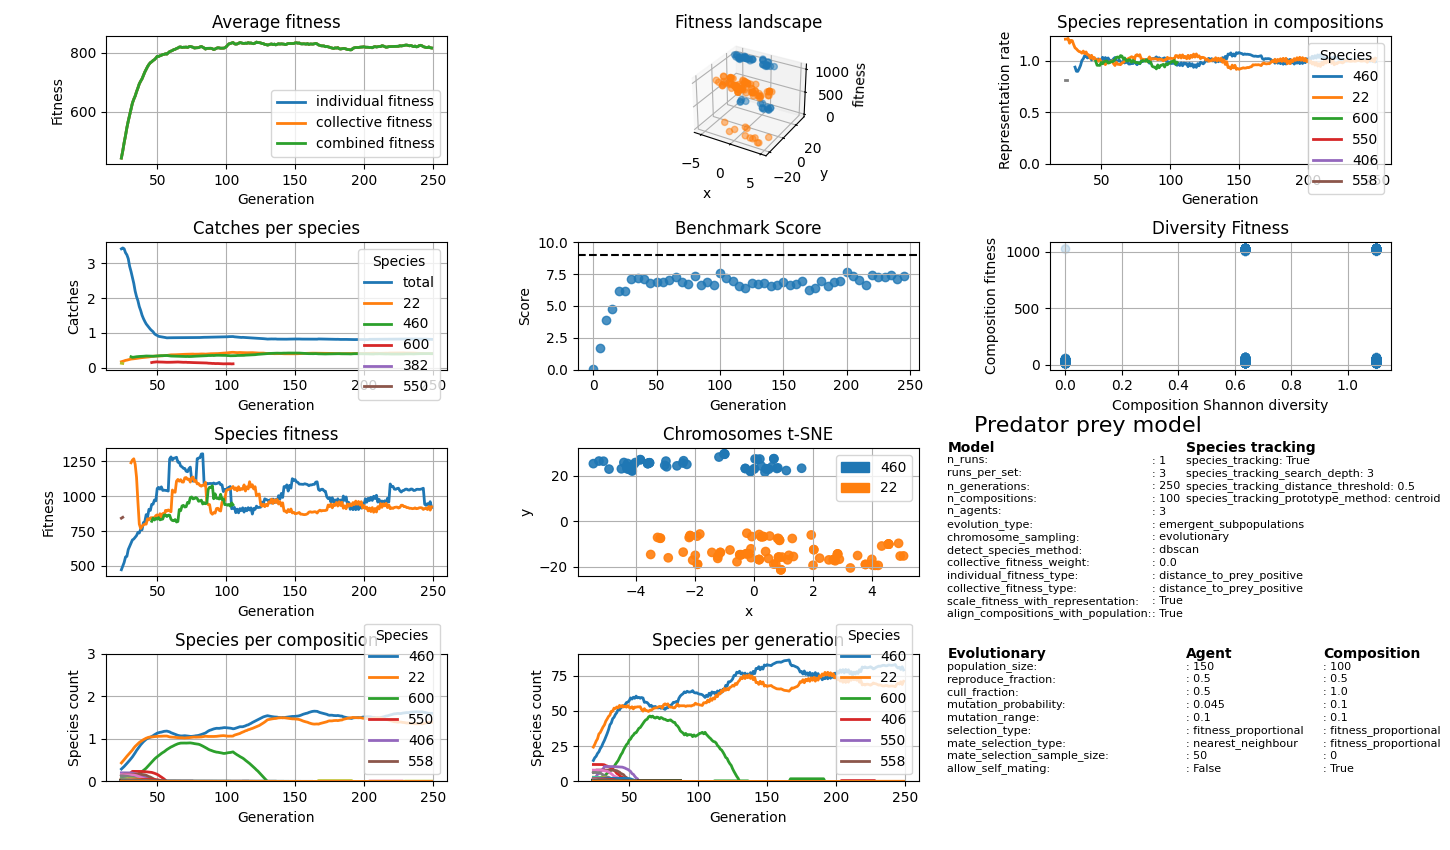 Average fitness
800
600
Fitness
individual fitness
collective fitness
combined fitness
50 100 150 200 250
Generation
Fitness landscape
1000
500
0
fitness
−5 0 5
x
−20 0 20
y
Species representation in compositions
1.0
0.5
0.0
Representation rate
Species
460
22
600
550
406
558
50 100 150
Generation
Catches per species
3
2
1
0
Catches
Species
total
22
460
600
382
550
50 100 150 200
Generation
Benchmark Score
10.0
7.5
5.0
2.5
0.0
Score
0 50 100 150 200 250
Generation
Diversity Fitness
1000
500
0
Composition fitness
0.0 0.2 0.4 0.6 0.8 1.0
Composition Shannon diversity
Species fitness
1250
1000
750
500
Fitness
50 100 150 200 250
Generation
Chromosomes t-SNE
20
0
−20
y
460
22
−4 −2 0 2 4
x
Predator prey model
Model
n_runs: : 1
runs_per_set: : 3
n_generations: : 250
n_compositions: : 100
n_agents: : 3
evolution_type: : emergent_subpopulations
chromosome_sampling: : evolutionary
detect_species_method: : dbscan
collective_fitness_weight: : 0.0
individual_fitness_type: : distance_to_prey_positive
collective_fitness_type: : distance_to_prey_positive
scale_fitness_with_representation: : True
align_compositions_with_population: : True
Species tracking
species_tracking: True
species_tracking_search_depth: 3
species_tracking_distance_threshold: 0.5
species_tracking_prototype_method: centroid
Species per composition
3
2
1
0
Species count
Species
460
22
600
550
406
558
50 100 150 200 250
Generation
Species per generation
75
50
25
0
Species count
Species
460
22
600
406
550
558
50 100 150 200 250
Generation
Evolutionary Agent Composition
population_size: : 150 : 100
reproduce_fraction: : 0.5 : 0.5
cull_fraction: : 0.5 : 1.0
mutation_probability: : 0.045 : 0.1
mutation_range: : 0.1 : 0.1
selection_type: : fitness_proportional : fitness_proportional
mate_selection_type: : nearest_neighbour : fitness_proportional
mate_selection_sample_size: : 50 : 0
allow_self_mating: : False : True